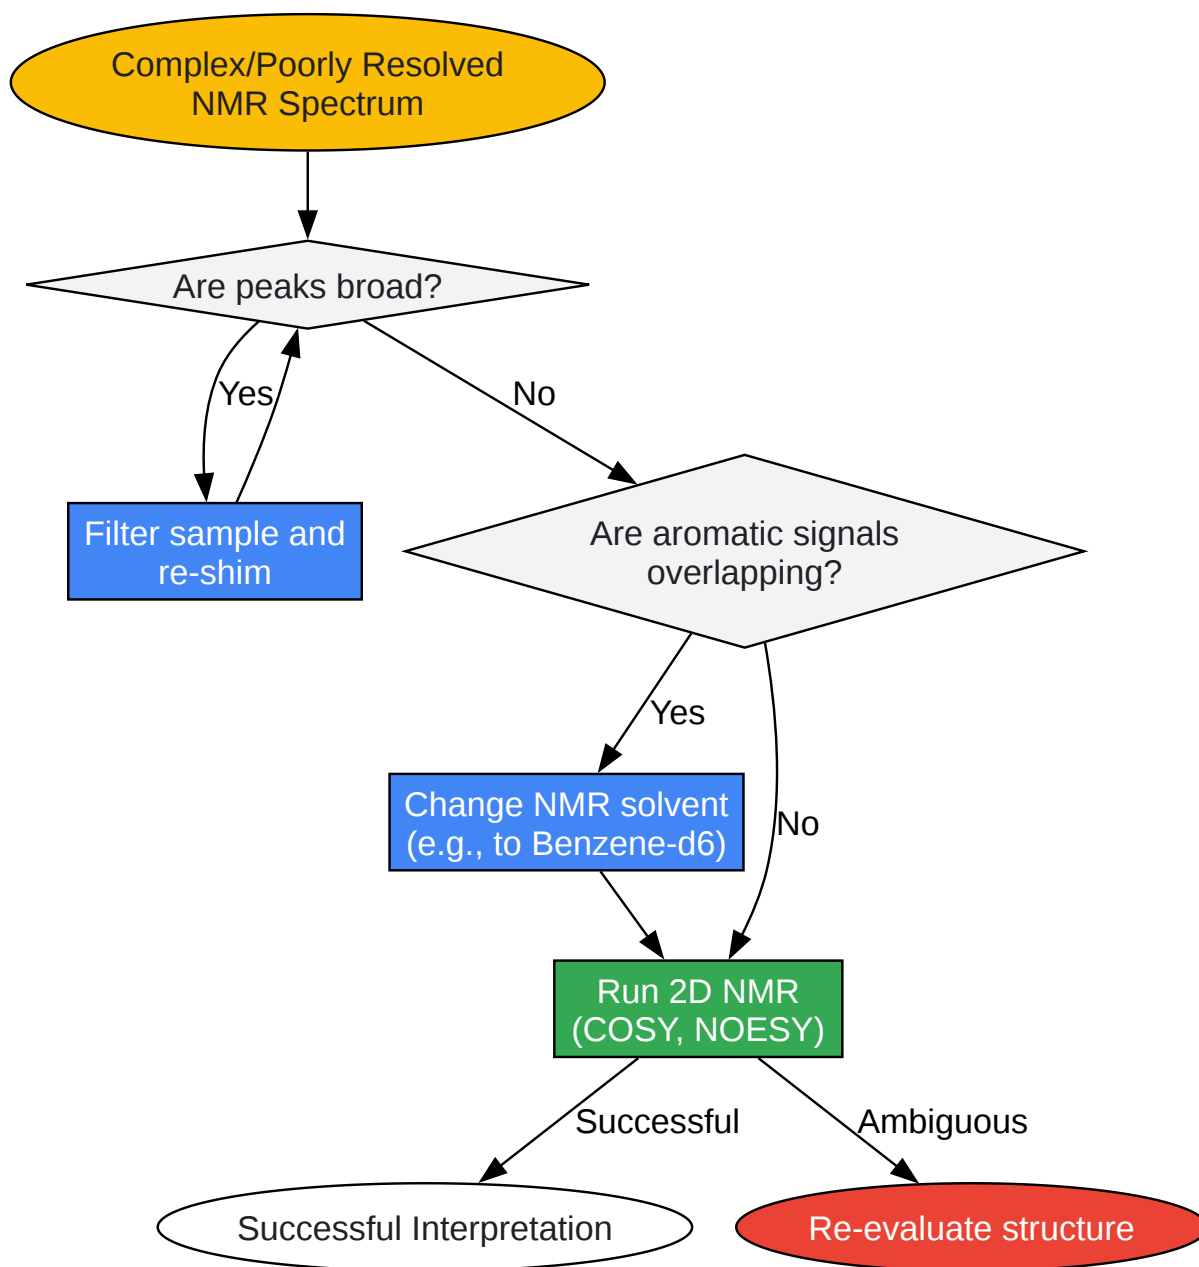 Complex/Poorly Resolved
NMR Spectrum
Are peaks broad?
Yes
No
Filter sample and
re-shim
Are aromatic signals
overlapping?
Yes
Change NMR solvent
(e.g., to Benzene-d6)
No
Run 2D NMR
(COSY, NOESY)
Successful
Ambiguous
Successful Interpretation
Re-evaluate structure